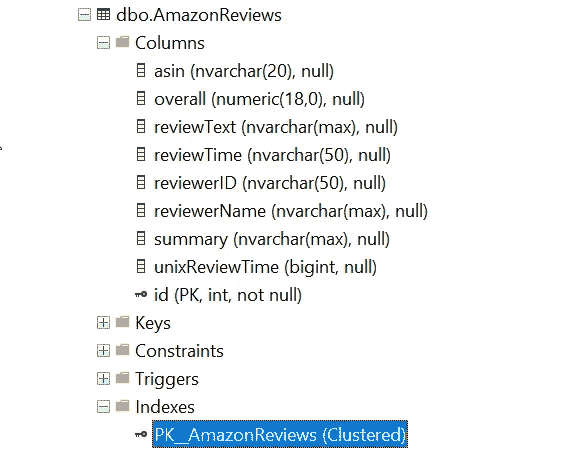 dbo.AmazonReviews
Columns
asin (nvarchar(20), null)
overall (numeric(18,0), null)
reviewText (nvarchar(max), null)
reviewTime (nvarchar(50), null)
reviewerID (nvarchar(50), null)
reviewerName (nvarchar(max), null)
summary (nvarchar(max), null)
unixReviewTime (bigint, null)
id (PK, int, not null)
Keys
Constraints
Triggers
Indexes
PK_AmazonReviews (Clustered)